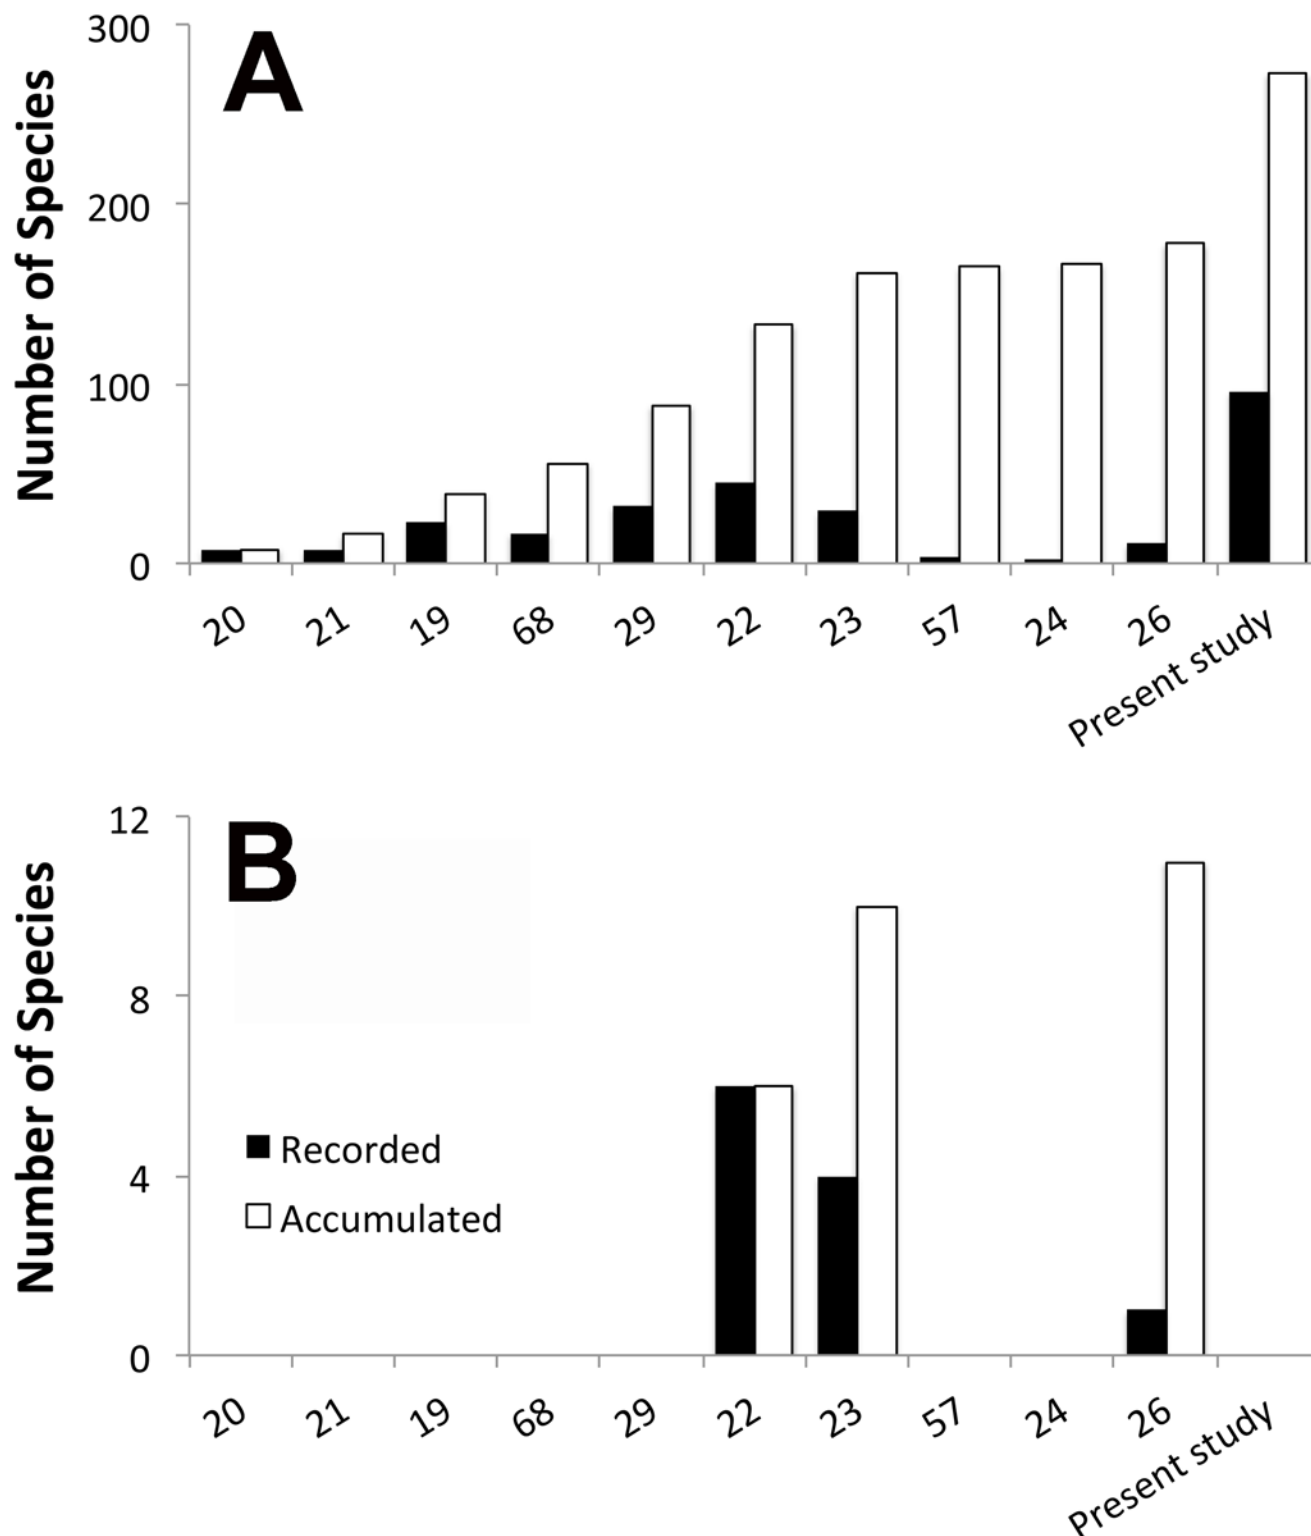 A
Number of Species
300
200
100
0
20 21 19 68 29 22 23 57 24 26 Present study
B
Number of Species
12
8
4
0
Recorded
Accumulated
20 21 19 68 29 22 23 57 24 26 Present study